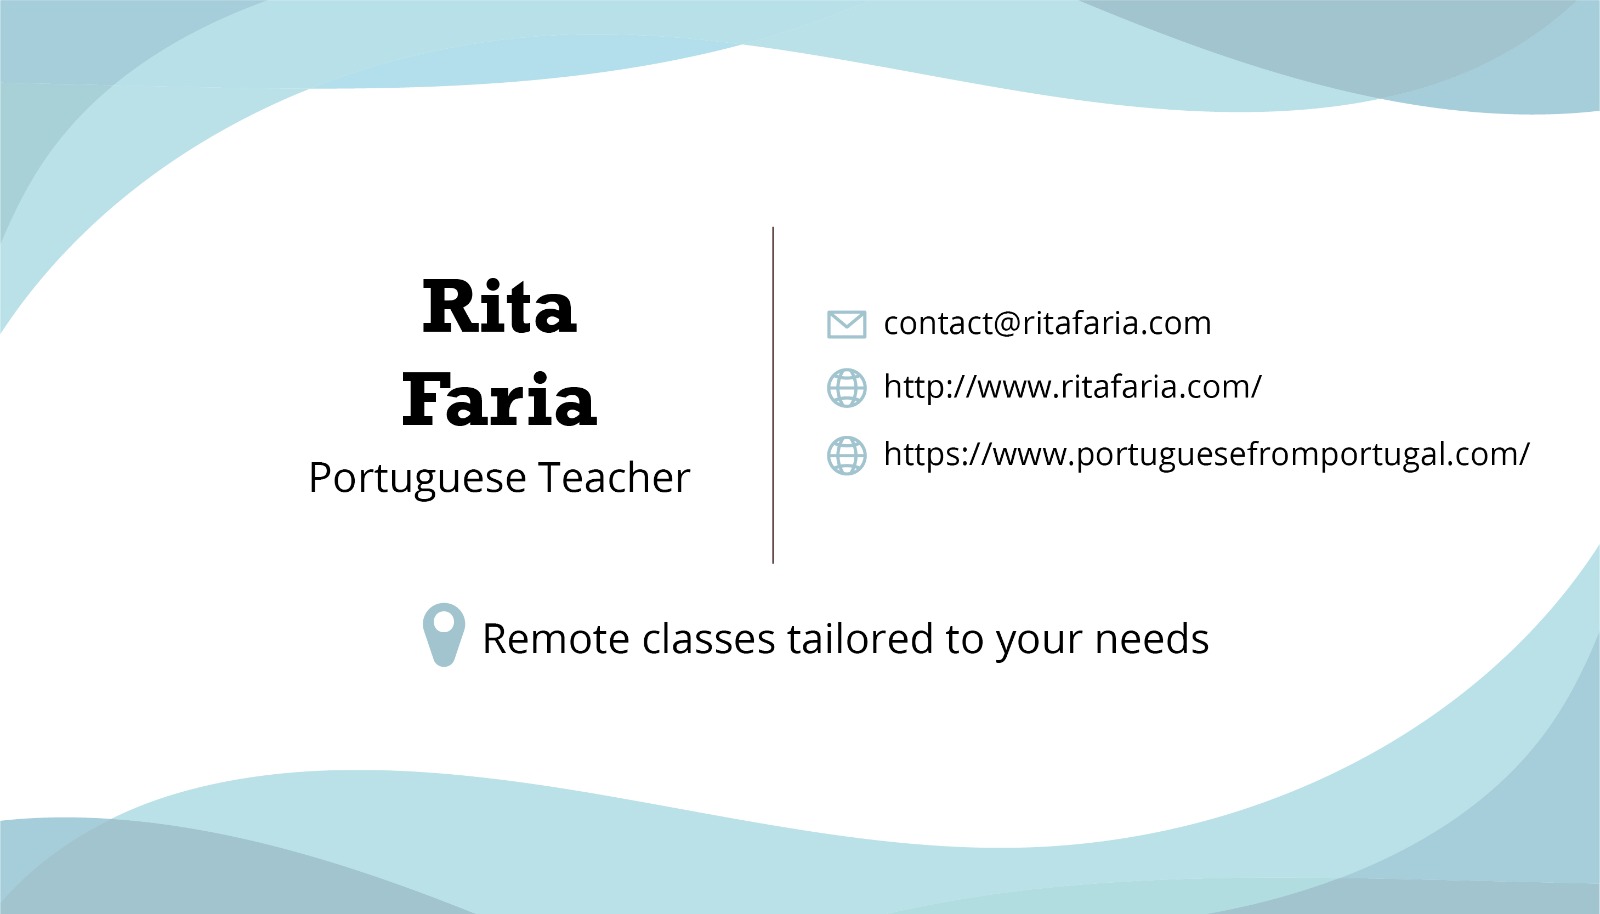 Rita
Faria
Portuguese Teacher
contact@ritafaria.com
http://www.ritafaria.com/
https://www.portuguesefromportugal.com/
Remote classes tailored to your needs